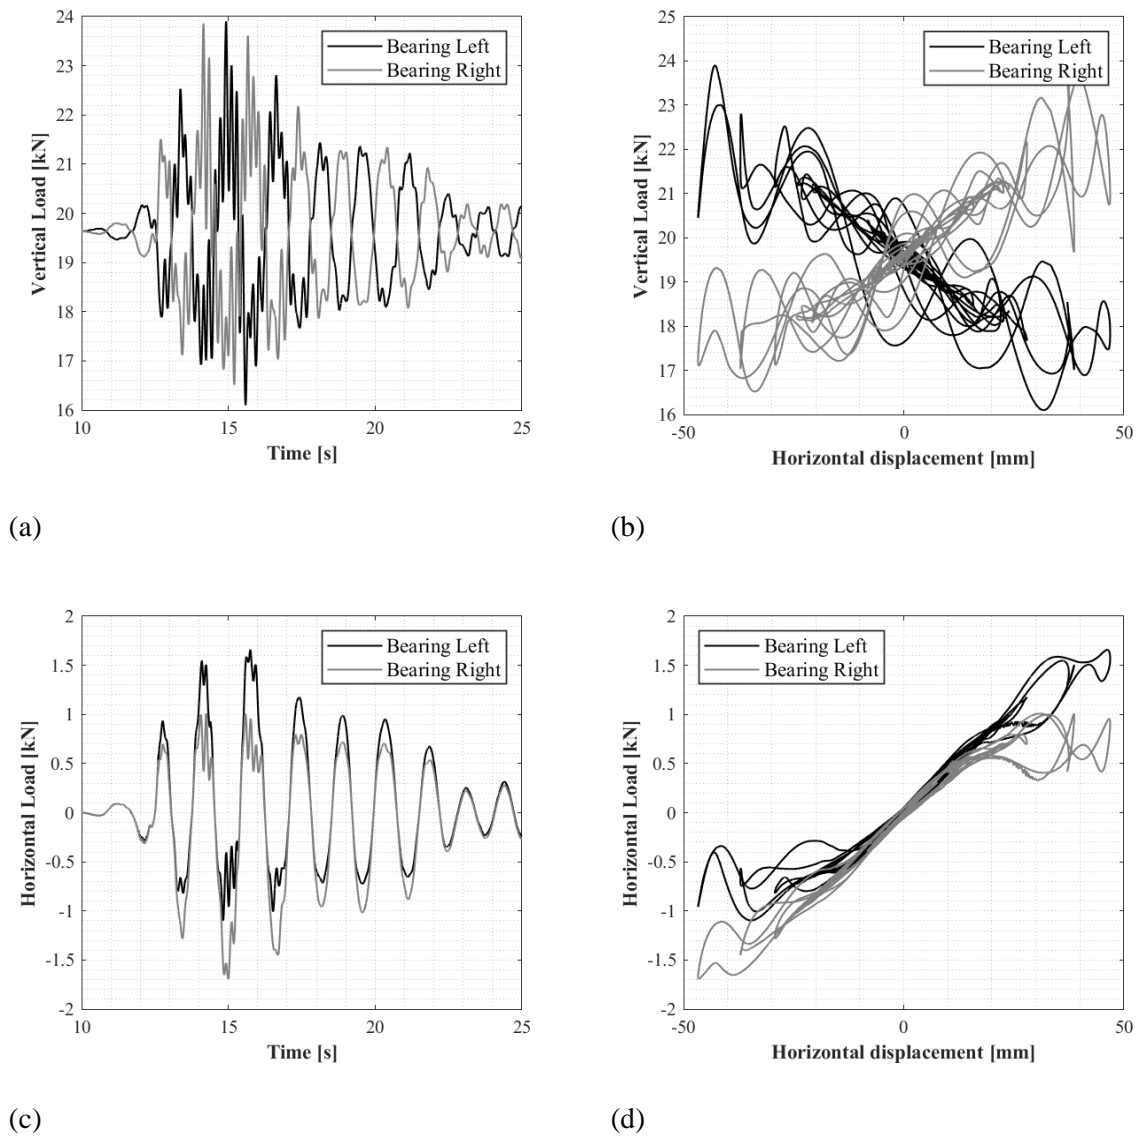 24
23
22
21
20
19
18
17
16
Vertical Load [kN]
10 15 20 25
Time [s]
Bearing Left
Bearing Right
(a)
25
24
23
22
21
20
19
18
17
16
Vertical Load [kN]
-50 0 50
Horizontal displacement [mm]
Bearing Left
Bearing Right
(b)
2
1.5
1
0.5
0
-0.5
-1
-1.5
-2
Horizontal Load [kN]
10 15 20 25
Time [s]
Bearing Left
Bearing Right
(c)
2
1.5
1
0.5
0
-0.5
-1
-1.5
-2
Horizontal Load [kN]
-50 0 50
Horizontal displacement [mm]
Bearing Left
Bearing Right
(d)